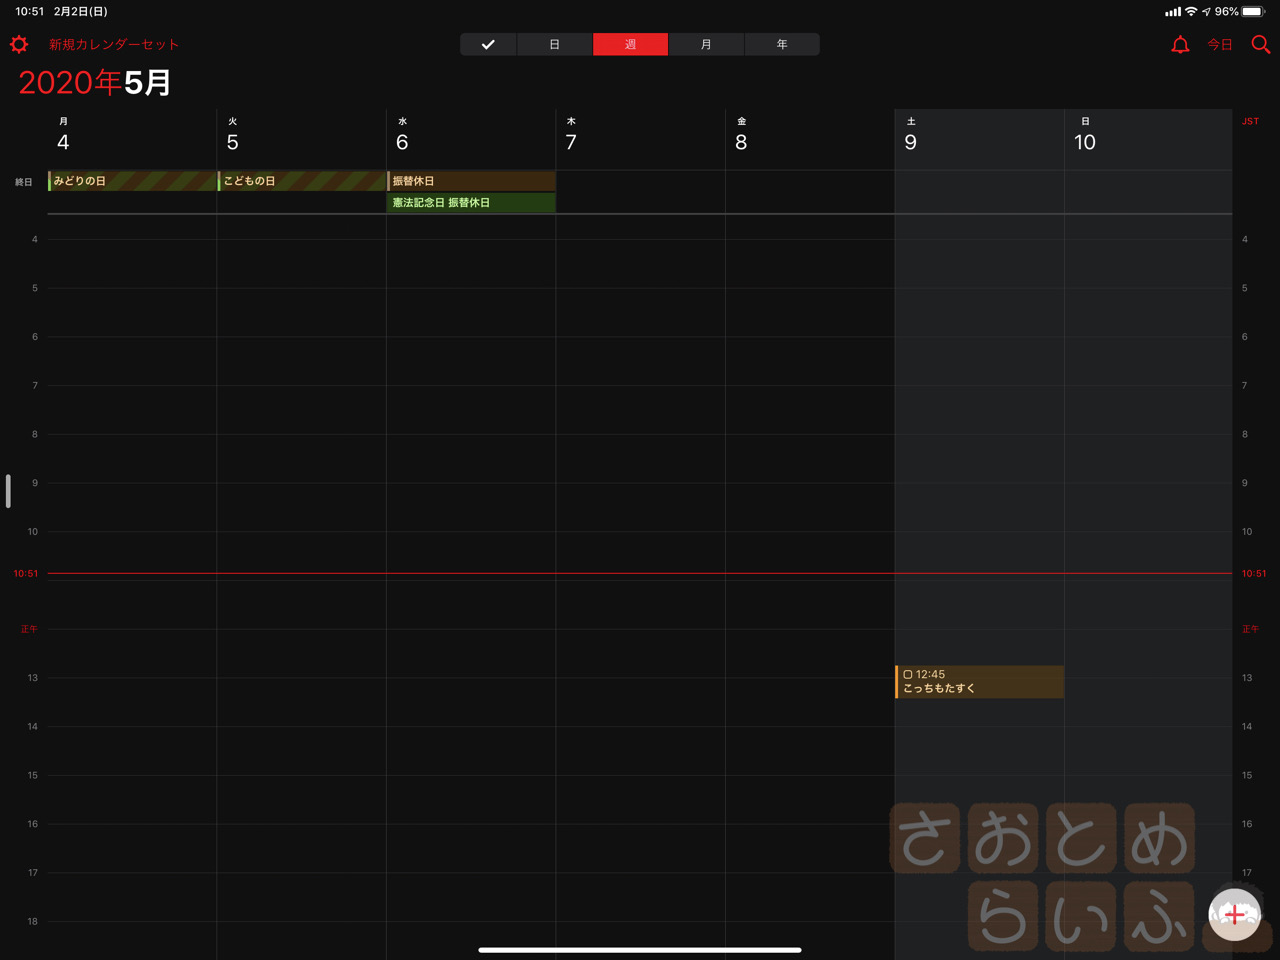 10:51 2月2日(日)
96%
新規カレンダーセット
日
週
月
年
今日
2020年5月
月
火
水
木
金
土
日
JST
4
5
6
7
8
9
10
終日
みどりの日
こどもの日
振替休日
憲法記念日 振替休日
4
4
5
5
6
6
7
7
8
8
9
9
10
10
10:51
10:51
正午
正午
12:45
こっちもたすく
13
13
14
14
15
15
16
16
さおとめ
17
17
らいふ
18